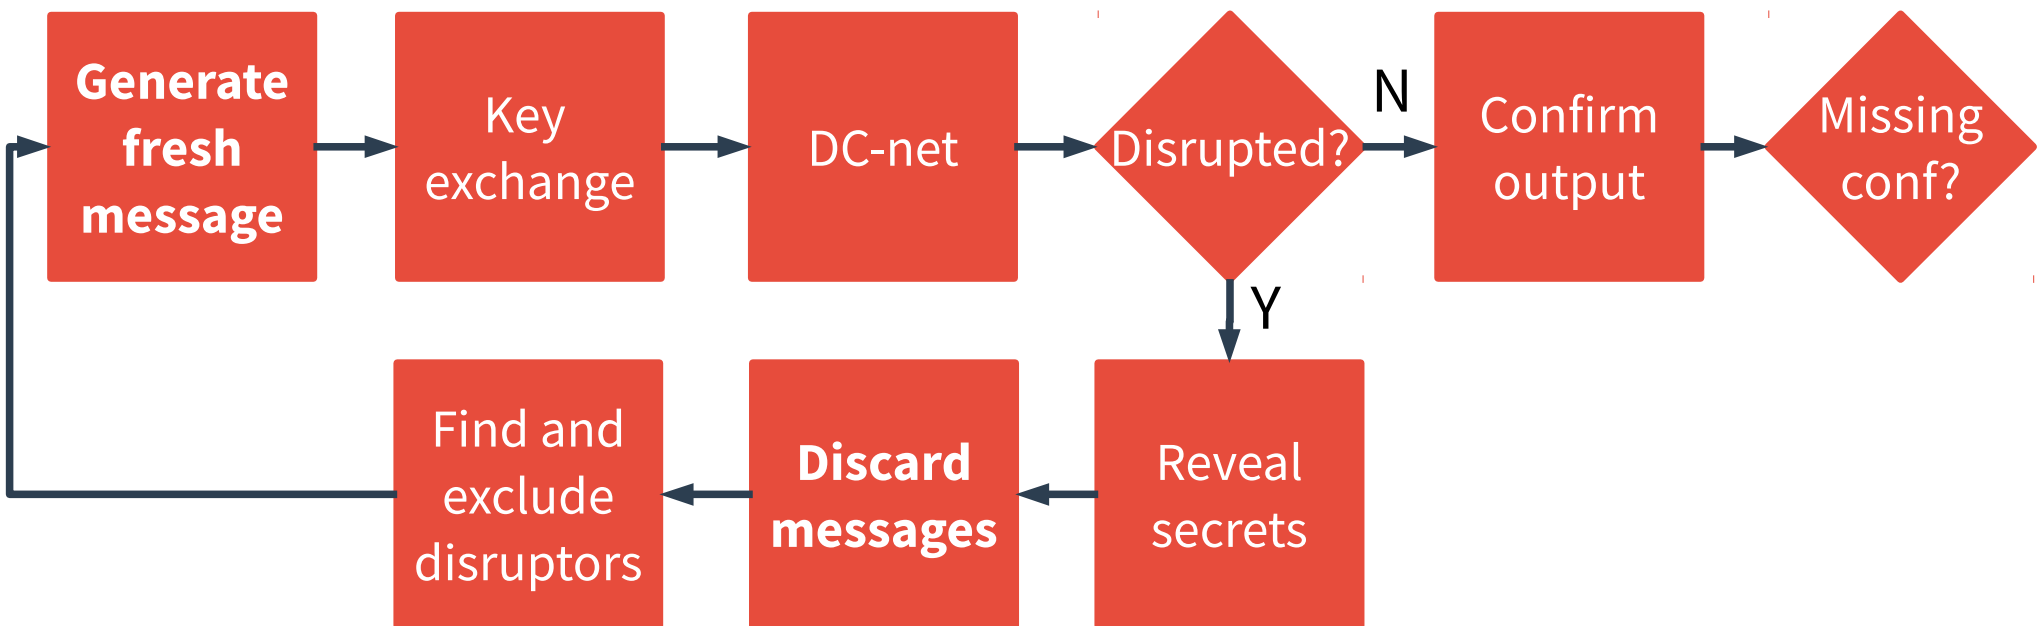 Generate
fresh
message
Key
exchange
DC-net
Disrupted?
N
Confirm
output
Missing
conf?
Y
Find and
exclude
disruptors
Discard
messages
Reveal
secrets